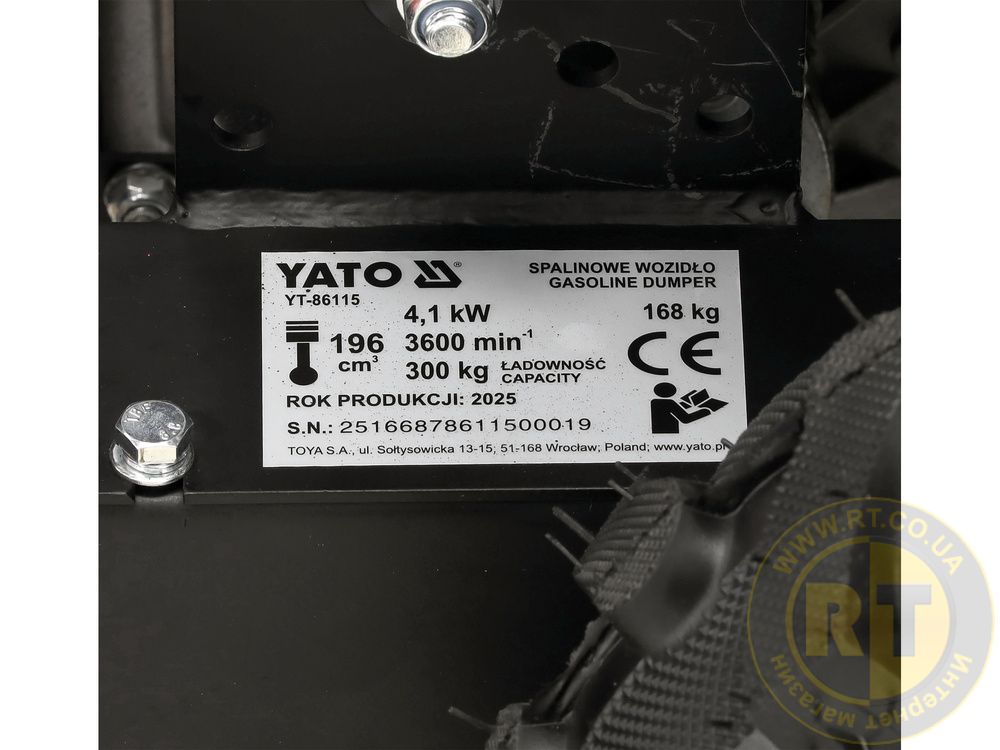 YATO ®
SPALINOWE WOZIDŁO
GASOLINE DUMPER
YT-86115
4,1 kW
168 kg
196 cm³
3600 min⁻¹
300 kg ŁADOWNOŚĆ CAPACITY
CE
ROK PRODUKCJI: 2025
S.N.: 25166878611500019
TOYA S.A., ul. Sołtysowicka 13-15; 51-168 Wrocław; Poland; www.yato.pl
WWW.RT.CO.UA
RT
Интернет магазин